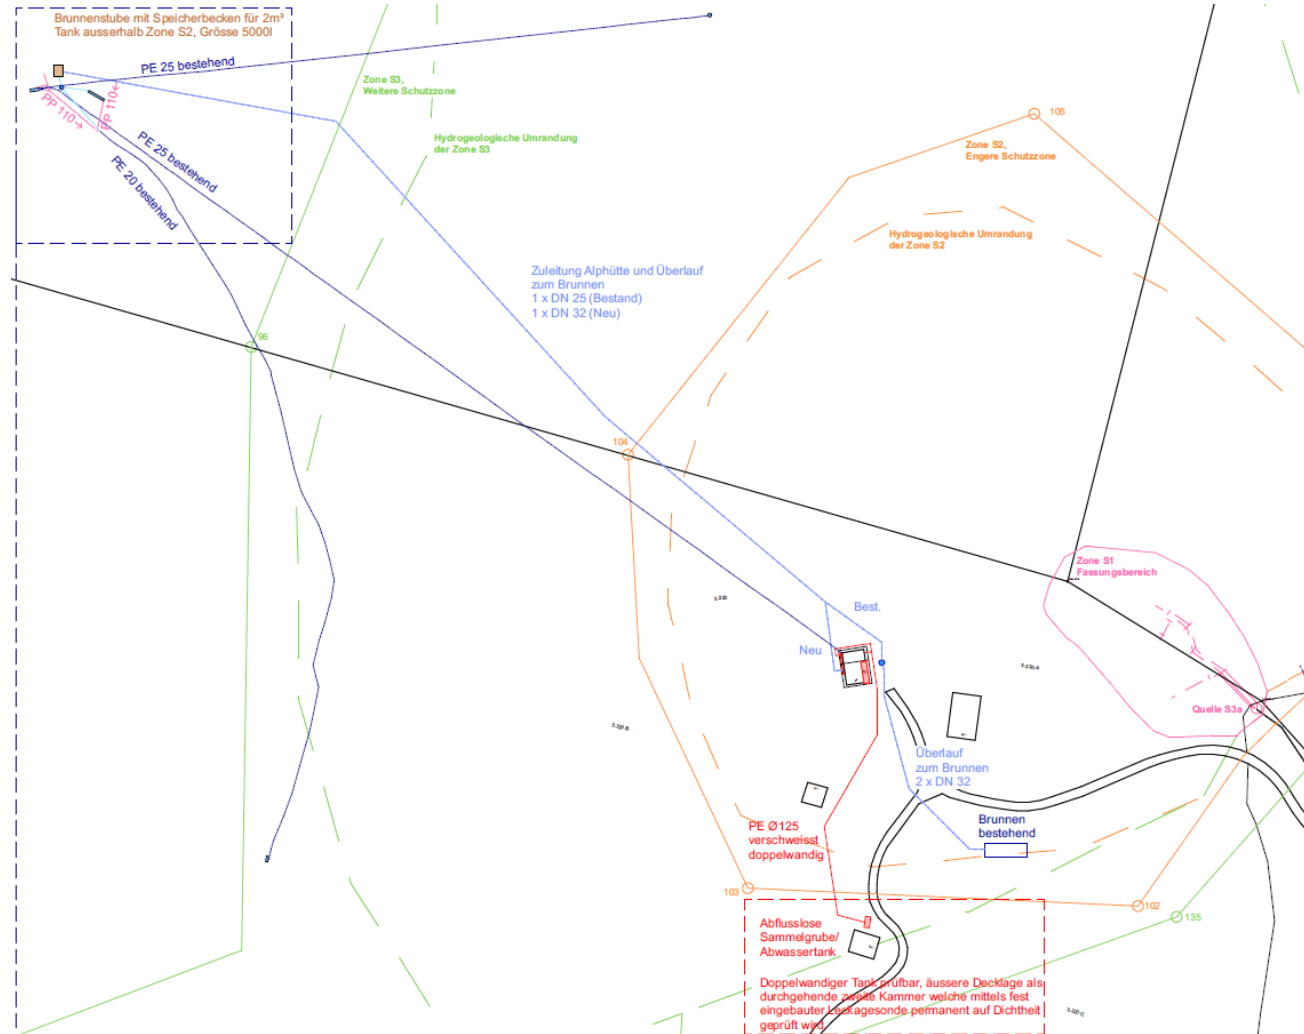 Brunnenstube mit Speicherbecken für 2m³
Tank ausserhalb Zone S2, Grösse 5000l
PE 25 bestehend
PP 110→
PP 110←
PE 25 bestehend
PE 20 bestehend
Zone S3,
Weitere Schutzzone
Hydrogeologische Umrandung
der Zone S3
105
Zone S2,
Engere Schutzzone
Hydrogeologische Umrandung
der Zone S2
Zuleitung Alphütte und Überlauf
zum Brunnen
1 x DN 25 (Bestand)
1 x DN 32 (Neu)
96
104
Zone S1
Fassungsbereich
Best.
Neu
Quelle S3a
Überlauf
zum Brunnen
2 x DN 32
PE Ø125
verschweisst
doppelwandig
Brunnen
bestehend
103
102
135
Abflusslose
Sammelgrube/
Abwassertank
Doppelwandiger Tank prüfbar, äussere Decklage als
durchgehende zweite Kammer welche mittels fest
eingebauter Leckagesonde permanent auf Dichtheit
geprüft wird.